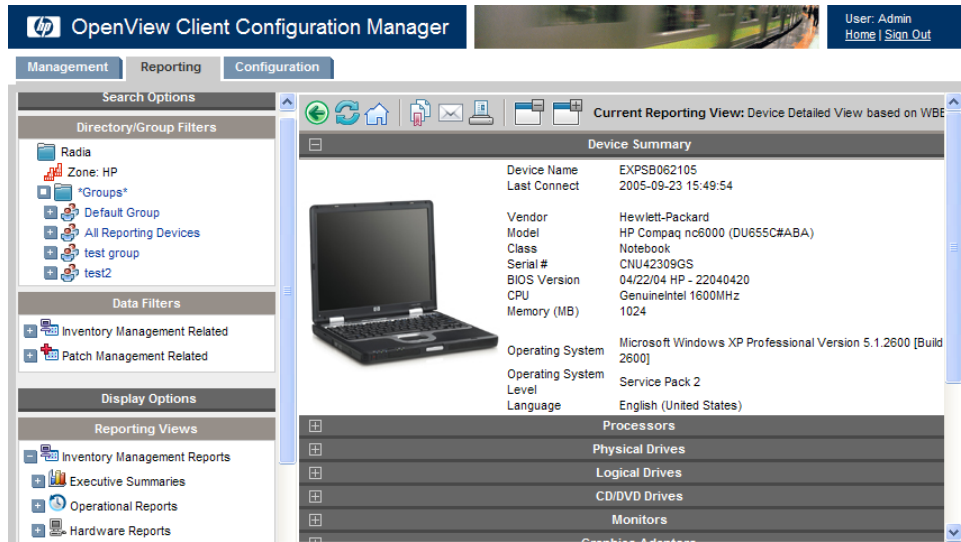 hp OpenView Client Configuration Manager
User: Admin
Home | Sign Out
Management Reporting Configuration
Search Options
Directory/Group Filters
Radia
Zone: HP
*Groups*
Default Group
All Reporting Devices
test group
test2
Data Filters
Inventory Management Related
Patch Management Related
Display Options
Reporting Views
Inventory Management Reports
Executive Summaries
Operational Reports
Hardware Reports
Current Reporting View: Device Detailed View based on WBE
Device Summary
Device Name EXPSB062105
Last Connect 2005-09-23 15:49:54
Vendor Hewlett-Packard
Model HP Compaq nc6000 (DU655C#ABA)
Class Notebook
Serial # CNU42309GS
BIOS Version 04/22/04 HP - 22040420
CPU GenuineIntel 1600MHz
Memory (MB) 1024
Operating System Microsoft Windows XP Professional Version 5.1.2600 [Build
2600]
Operating System
Level Service Pack 2
Language English (United States)
Processors
Physical Drives
Logical Drives
CD/DVD Drives
Monitors
Graphics Adapters